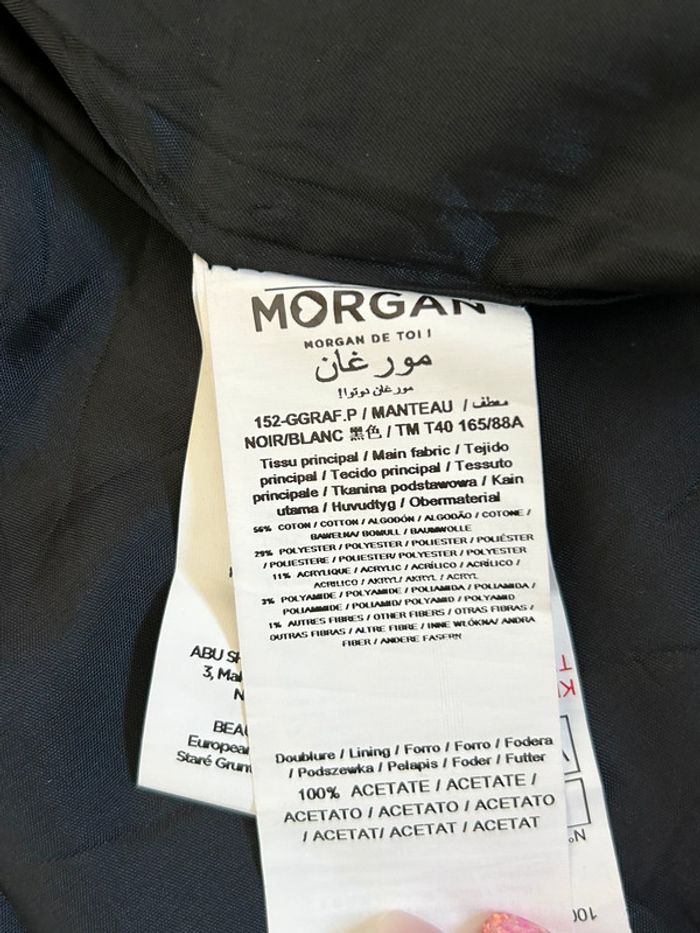 MORGAN
MORGAN DE TOI !
مورغان
مورغان دوتوا!
152-GGRAF.P / MANTEAU / معطف
NOIR/BLANC 黑色 / TM T40 165/88A
Tissu principal / Main fabric / Tejido
principal / Tecido principal / Tessuto
principale / Tkanina podstawowa / Kain
utama / Huvudtyg / Obermaterial
56% COTON / COTTON / ALGODÓN / ALGODÃO / COTONE /
BAWEŁNA/ BOMULL / BAUMWOLLE
29% POLYESTER / POLYESTER / POLIESTER / POLIÉSTER
/ POLIESTERE / POLIESTER/ POLYESTER / POLYESTER
11% ACRYLIQUE / ACRYLIC / ACRÍLICO / ACRÍLICO /
ACRILICO / AKRYL/ AKRYL / ACRYL
3% POLYAMIDE / POLYAMIDE / POLIAMIDA / POLIAMIDA /
POLIAMMIDE / POLIAMID/ POLYAMID / POLYAMID
1% AUTRES FIBRES / OTHER FIBERS / OTRAS FIBRAS /
OUTRAS FIBRAS / ALTRE FIBRE / INNE WŁÓKNA/ ANDRA
FIBER / ANDERE FASERN
ABU
3,
BEA
European
Staré Grun
Doublure / Lining / Forro / Forro / Fodera
/ Podszewka / Pelapis / Foder / Futter
100% ACETATE / ACETATE /
ACETATO / ACETATO / ACETATO
/ ACETAT/ ACETAT / ACETAT
N°